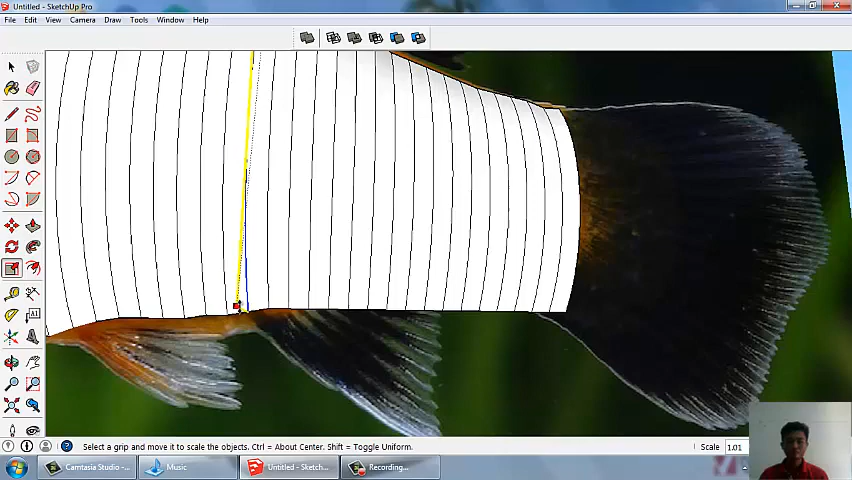 Untitled - SketchUp Pro
File Edit View Camera Draw Tools Window Help
A1
Select a grip and move it to scale the objects. Ctrl = About Center. Shift = Toggle Uniform.
Scale 1.01
Camtasia Studio -... Music Untitled - Sketch... Recording...